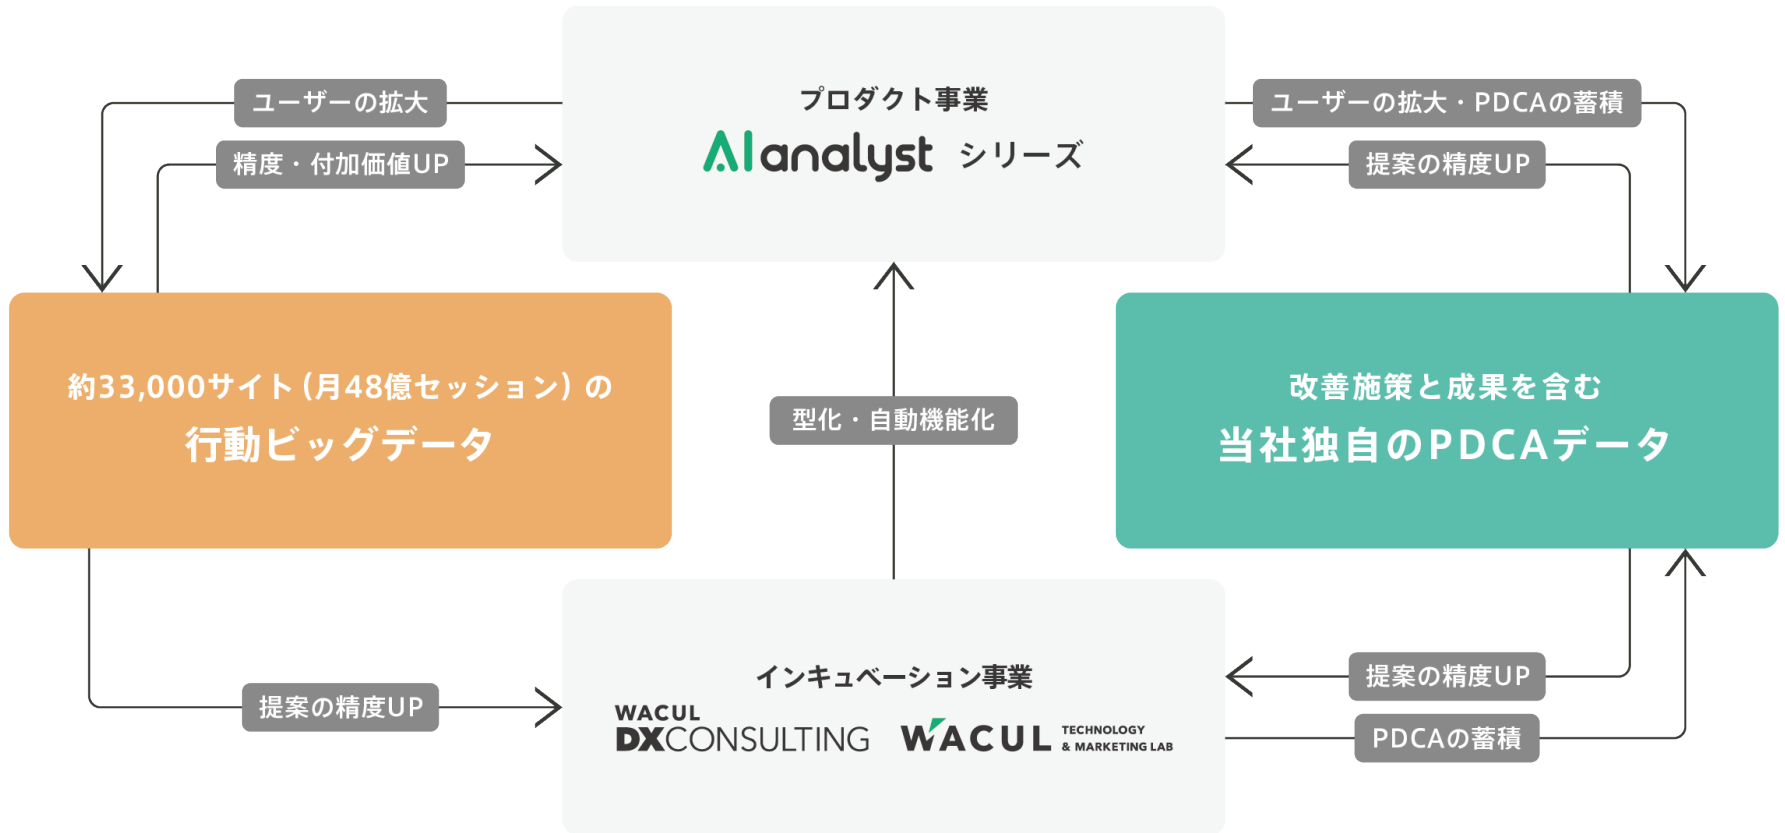 プロダクト事業
AI analyst シリーズ
ユーザーの拡大
精度・付加価値UP
ユーザーの拡大・PDCAの蓄積
提案の精度UP
約33,000サイト(月48億セッション)の
行動ビッグデータ
型化・自動機能化
改善施策と成果を含む
当社独自のPDCAデータ
提案の精度UP
インキュベーション事業
WACUL
DXCONSULTING
WACUL
TECHNOLOGY
& MARKETING LAB
提案の精度UP
PDCAの蓄積